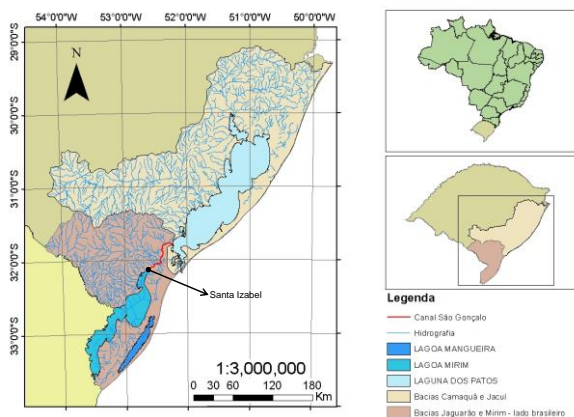 54°0'0"W 53°0'0"W 52°0'0"W 51°0'0"W 50°0'0"W
29°0'0"S
30°0'0"S
31°0'0"S
32°0'0"S
33°0'0"S
N
Santa Izabel
1:3,000,000
0 30 60 120 180
Km
Legenda
Canal São Gonçalo
Hidrografia
LAGOA MANGUEIRA
LAGOA MIRIM
LAGUNA DOS PATOS
Bacias Camaquã e Jacuí
Bacias Jaguarão e Mirim - lado brasileiro